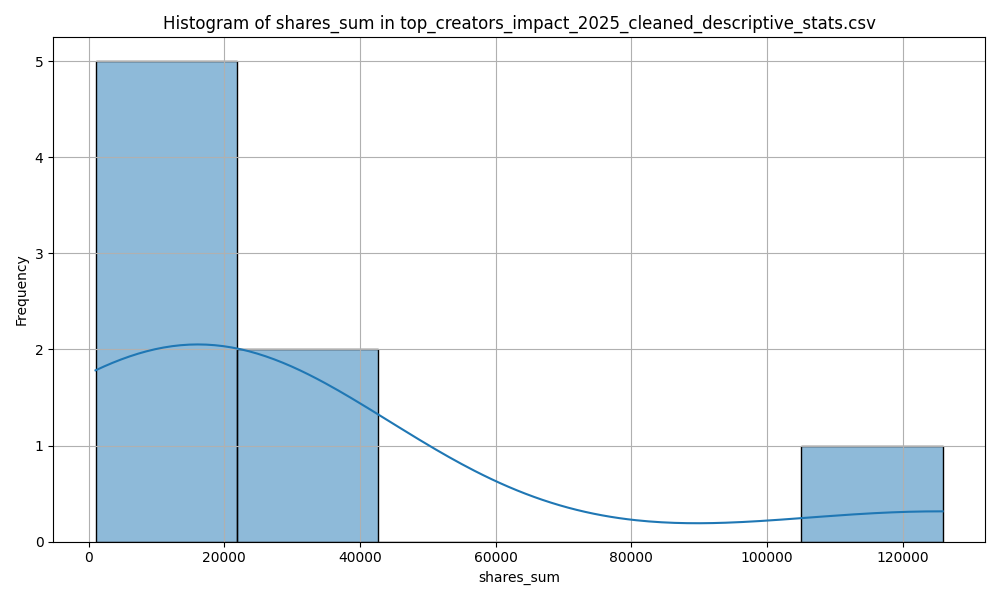 Histogram of shares_sum in top_creators_impact_2025_cleaned_descriptive_stats.csv
5
4
3
2
1
0
Frequency
0 20000 40000 60000 80000 100000 120000
shares_sum